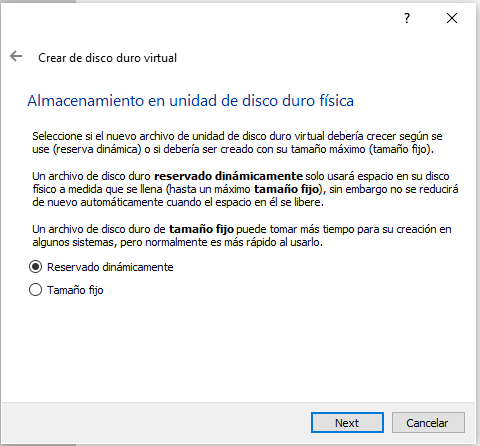 ?
Crear de disco duro virtual
Almacenamiento en unidad de disco duro física
Seleccione si el nuevo archivo de unidad de disco duro virtual debería crecer según se
use (reserva dinámica) o si debería ser creado con su tamaño máximo (tamaño fijo).
Un archivo de disco duro reservado dinámicamente solo usará espacio en su disco
físico a medida que se llena (hasta un máximo tamaño fijo), sin embargo no se reducirá
de nuevo automáticamente cuando el espacio en él se libere.
Un archivo de disco duro de tamaño fijo puede tomar más tiempo para su creación en
algunos sistemas, pero normalmente es más rápido al usarlo.
Reservado dinámicamente
Tamaño fijo
Next
Cancelar